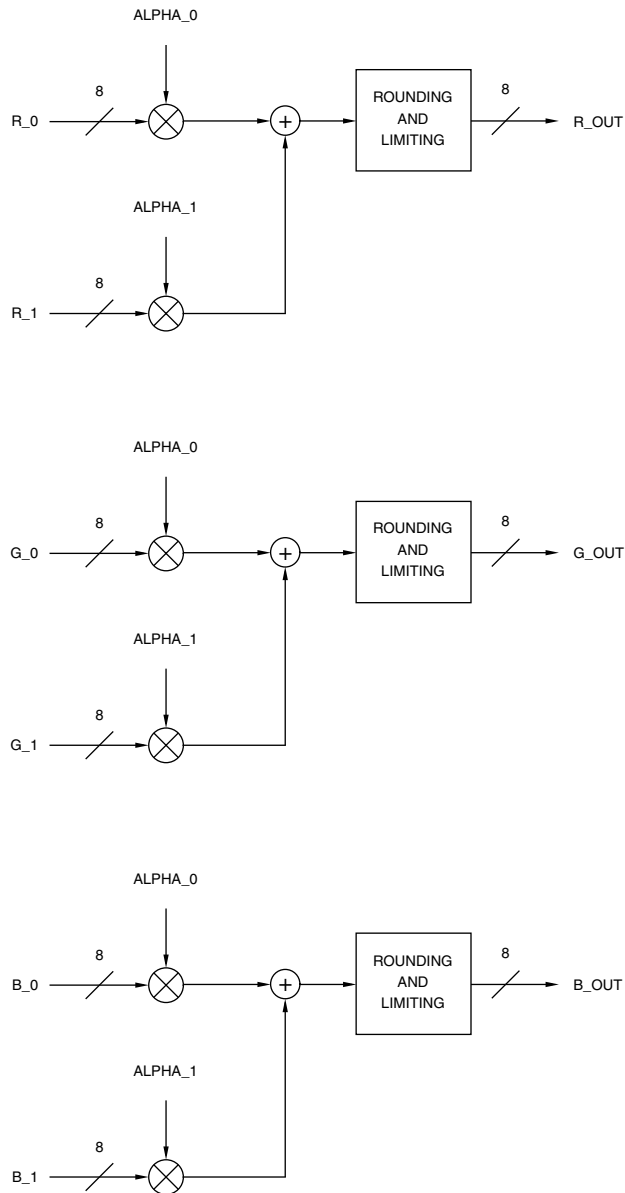 ALPHA_0
8
R_0
ROUNDING
AND
LIMITING
8
R_OUT
ALPHA_1
8
R_1
ALPHA_0
8
G_0
ROUNDING
AND
LIMITING
8
G_OUT
ALPHA_1
8
G_1
ALPHA_0
8
B_0
ROUNDING
AND
LIMITING
8
B_OUT
ALPHA_1
8
B_1